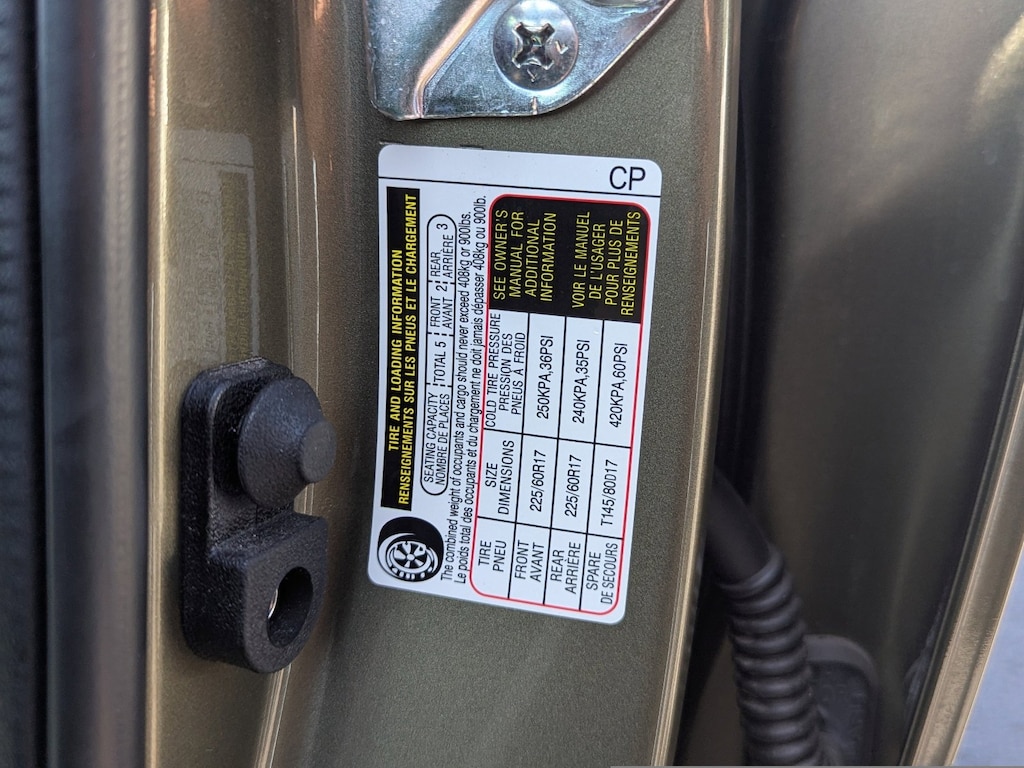 CP
TIRE AND LOADING INFORMATION
RENSEIGNEMENTS SUR LES PNEUS ET LE CHARGEMENT
SEATING CAPACITY TOTAL 5 FRONT 2 REAR 3
NOMBRE DE PLACES AVANT ARRIÈRE
The combined weight of occupants and cargo should never exceed 408kg or 900lbs.
Le poids total des occupants et du chargement ne doit jamais dépasser 408kg ou 900lb.
TIRE
PNEU
SIZE
DIMENSIONS
COLD TIRE PRESSURE
PRESSION DES
PNEUS A FROID
SEE OWNER'S
MANUAL FOR
ADDITIONAL
INFORMATION
VOIR LE MANUEL
DE L'USAGER
POUR PLUS DE
RENSEIGNEMENTS
FRONT
AVANT
225/60R17
250KPA,36PSI
REAR
ARRIÈRE
225/60R17
240KPA,35PSI
SPARE
DE SECOURS
T145/80D17
420KPA,60PSI